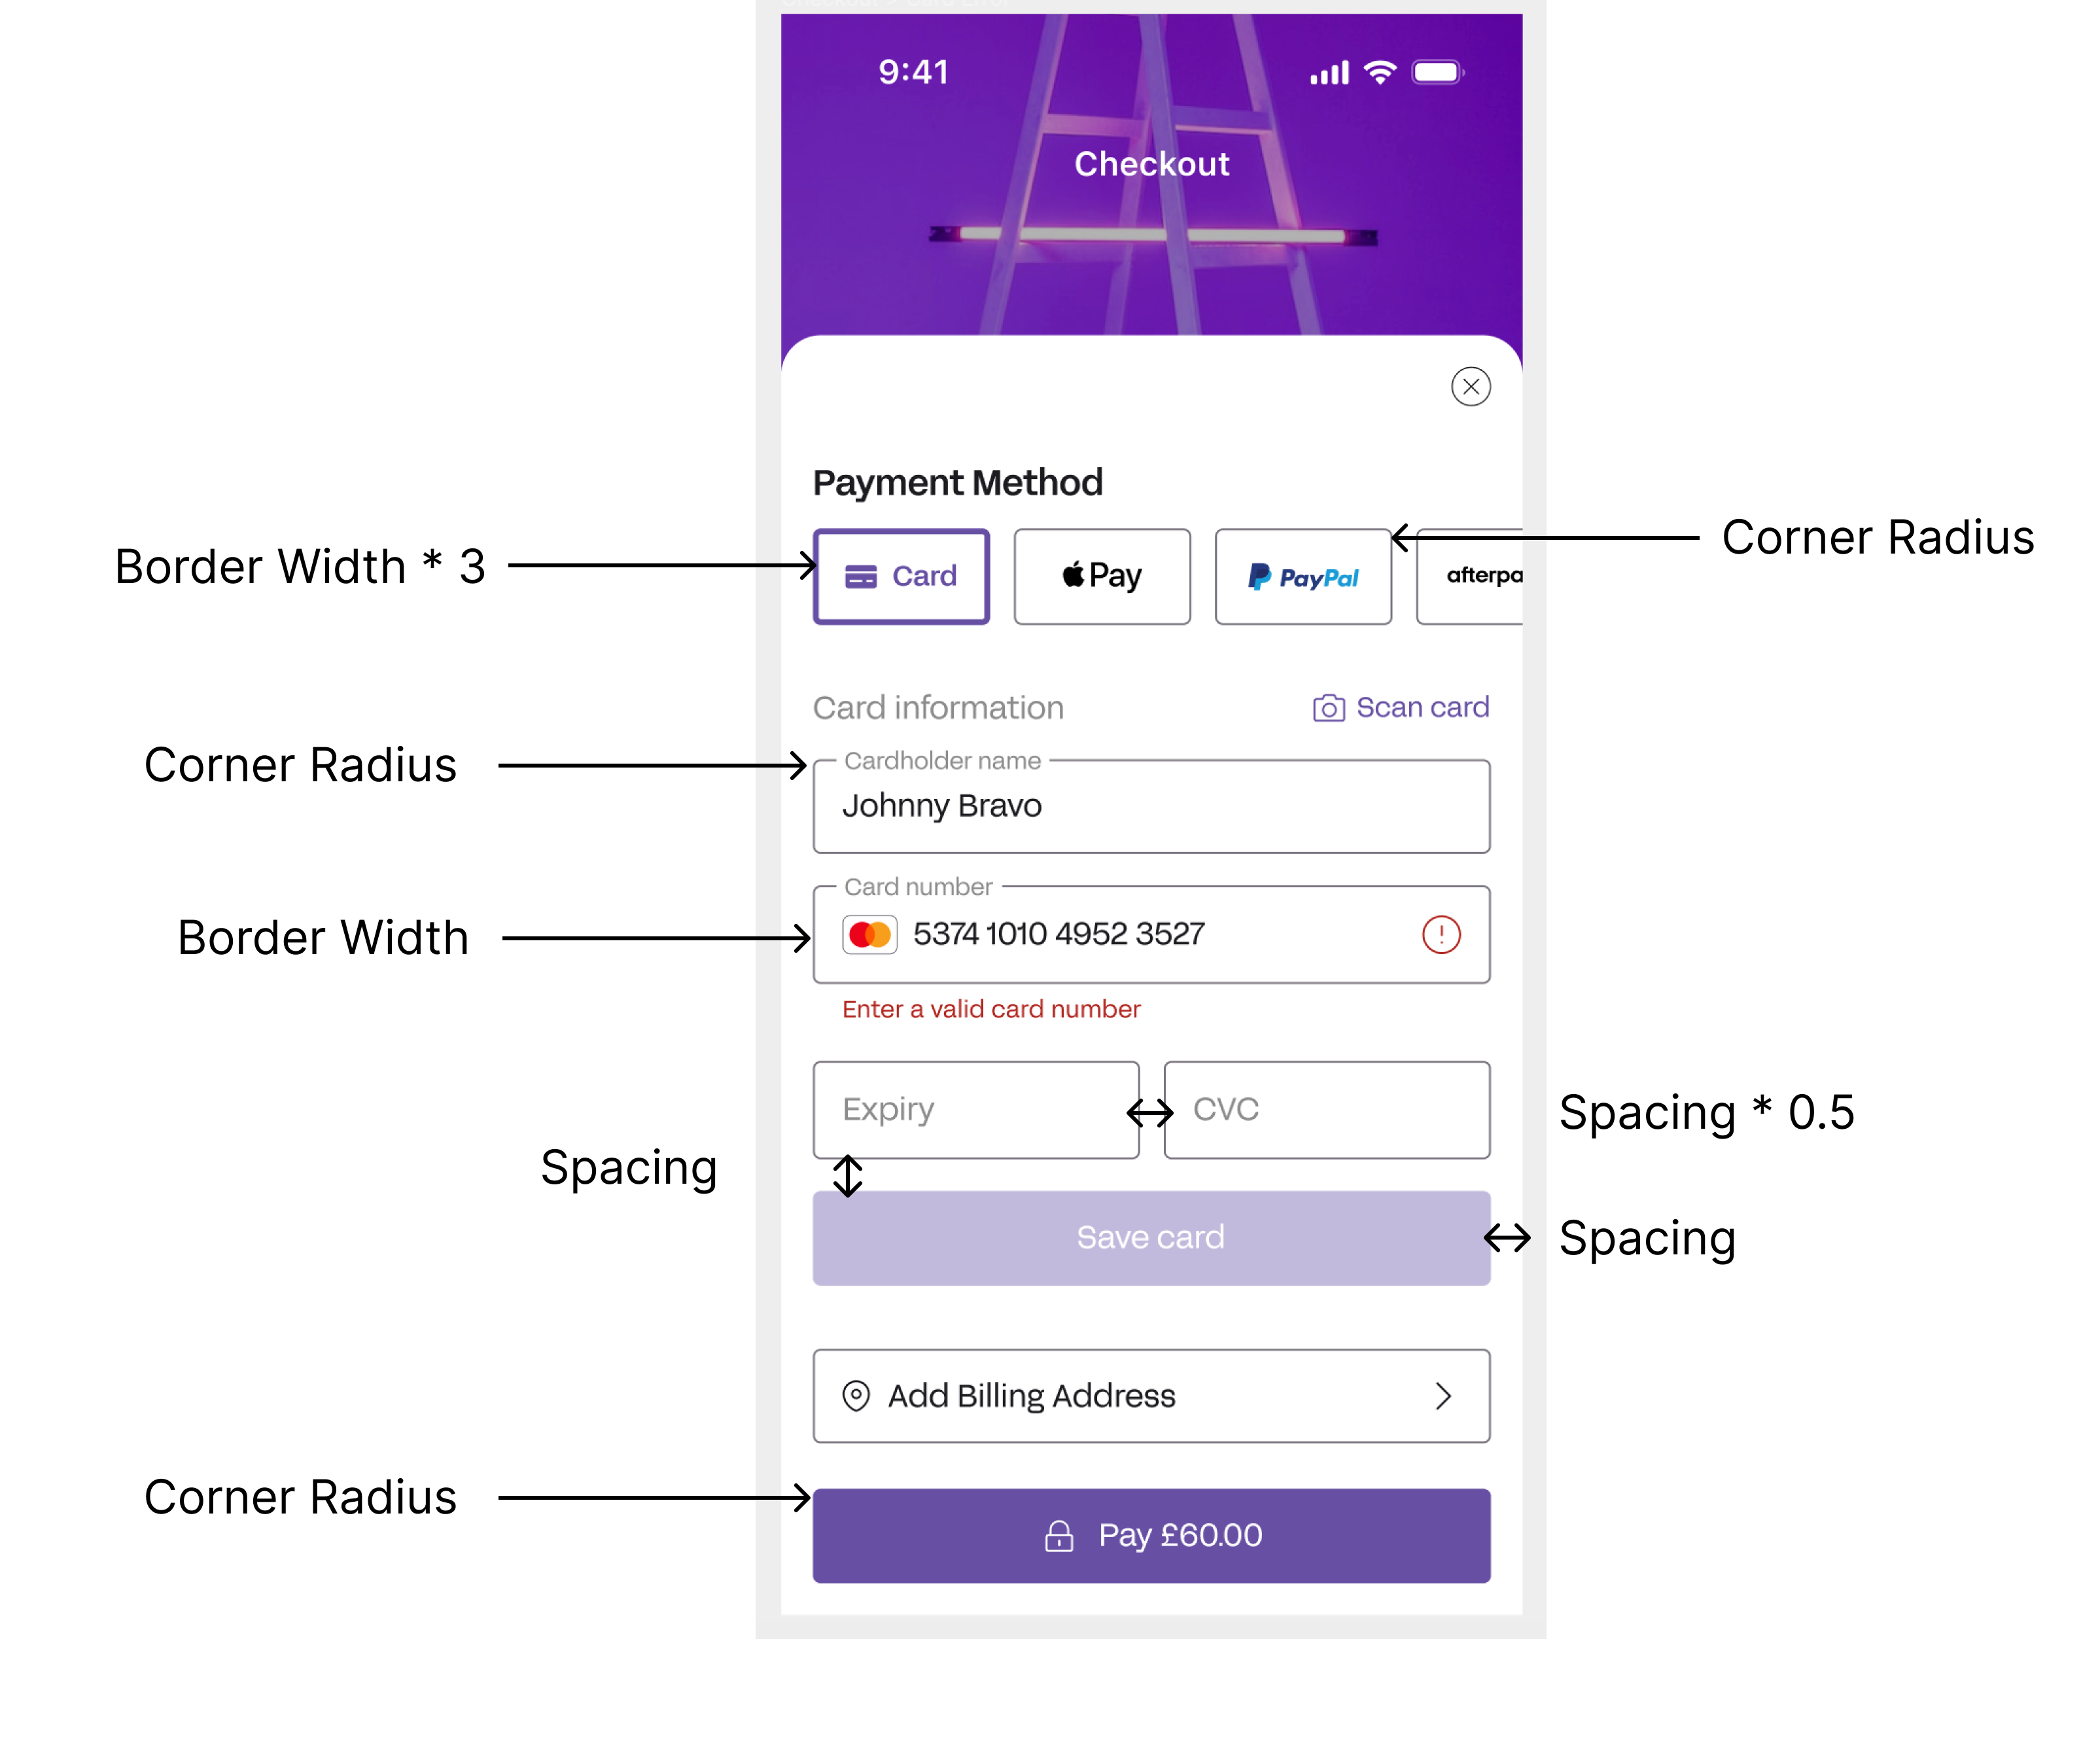 9:41
Checkout
Payment Method
Border Width * 3
Card
Pay
PayPal
afterpa
Corner Radius
Card information
Scan card
Corner Radius
Cardholder name
Johnny Bravo
Card number
Border Width
5374 1010 4952 3527
Enter a valid card number
Expiry
CVC
Spacing * 0.5
Spacing
Save card
Spacing
Add Billing Address
Corner Radius
Pay £60.00